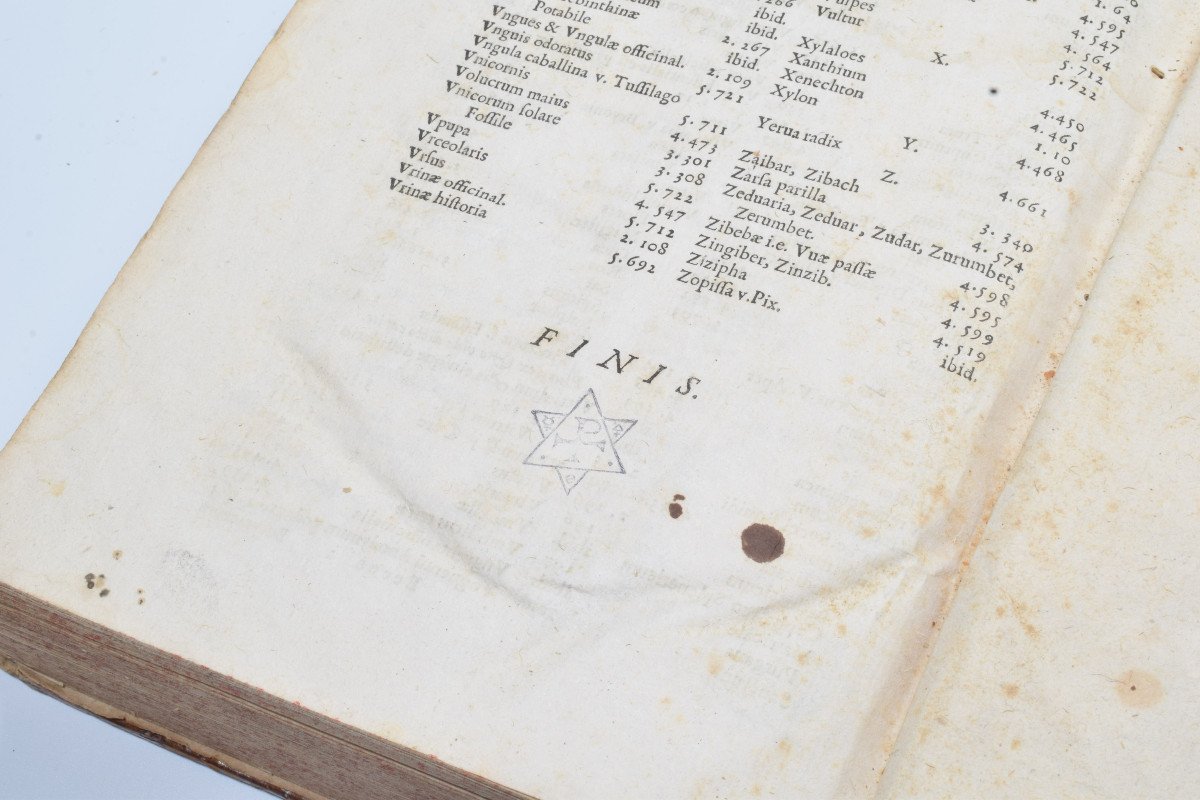 ibid.
Potabile
ibid.
Vngues & Vngulæ officinal.
2. 267
Vnguis odoratus
ibid.
Vngula caballina v. Tussilago
2. 109
Vnicornis
5. 721
Volucrum maius
Vnicorum solare
5. 711
Fossile
4. 473
Vpupa
3. 301
Vrceolaris
3. 308
Vrsus
5. 722
Vrinæ officinal.
4. 547
Vrinæ historia
5. 712
2. 108
5. 692
Vultur
1. 64
4. 595
4. 547
X.
4. 564
Xylaloes
5. 712
Xanthium
5. 722
Xenechton
Xylon
4. 450
4. 465
Y.
1. 10
Yerua radix
4. 468
Z.
Zaibar, Zibach
4. 661
Zarsa parilla
Zeduaria, Zeduar, Zudar, Zurumbet,
3. 340
Zerumbet.
4. 574
Zibebæ i.e. Vuæ passæ
4. 598
Zingiber, Zinzib.
4. 595
Zizipha
4. 599
Zopissa v. Pix.
4. 519
ibid.
FINIS.